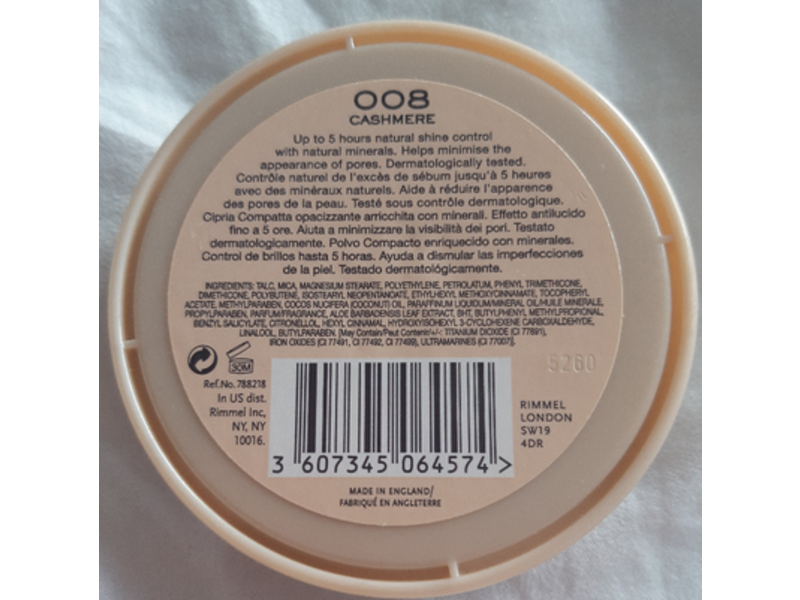 008
CASHMERE
Up to 5 hours natural shine control
with natural minerals. Helps minimise the
appearance of pores. Dermatologically tested.
Contrôle naturel de l'excés de sébum jusqu'à 5 heures
avec des minéraux naturels. Aide à réduire l'apparence
des pores de la peau. Testé sous contrôle dermatologique.
Cipria Compatta opacizzante arricchita con minerali. Effetto antilucido
fino a 5 ore. Aiuta a minimizzare la visibilità dei pori. Testato
dermatologicamente. Polvo Compacto enriquecido con minerales.
Control de brillos hasta 5 horas. Ayuda a dismular las imperfecciones
de la piel. Testado dermatológicamente.
INGREDIENTS: TALC, MICA, MAGNESIUM STEARATE, POLYETHYLENE, PETROLATUM, PHENYL TRIMETHICONE,
DIMETHICONE, POLYBUTENE, ISOSTEARYL NEOPENTANOATE, ETHYLHEXYL METHOXYCINNAMATE, TOCOPHERYL
ACETATE, METHYLPARABEN, COCOS NUCIFERA (COCONUT) OIL, PARAFFINUM LIQUIDUM/MINERAL OIL/HUILE MINERALE,
PROPYLPARABEN, PARFUM/FRAGRANCE, ALOE BARBADENSIS LEAF EXTRACT, BHT, BUTYLPHENYL METHYLPROPIONAL,
BENZYL SALICYLATE, CITRONELLOL, HEXYL CINNAMAL, HYDROXYISOHEXYL 3-CYCLOHEXENE CARBOXALDEHYDE,
LINALOOL, BUTYLPARABEN. [May Contain/Peut Contenir/+/-: TITANIUM DIOXIDE (CI 77891),
IRON OXIDES (CI 77491, CI 77492, CI 77499), ULTRAMARINES (CI 77007)].
30M
5260
Ref.No. 788218
In US dist.
Rimmel Inc,
NY, NY
10016.
RIMMEL
LONDON
SW19
4DR
3 607345 064574 >
MADE IN ENGLAND/
FABRIQUÉ EN ANGLETERRE